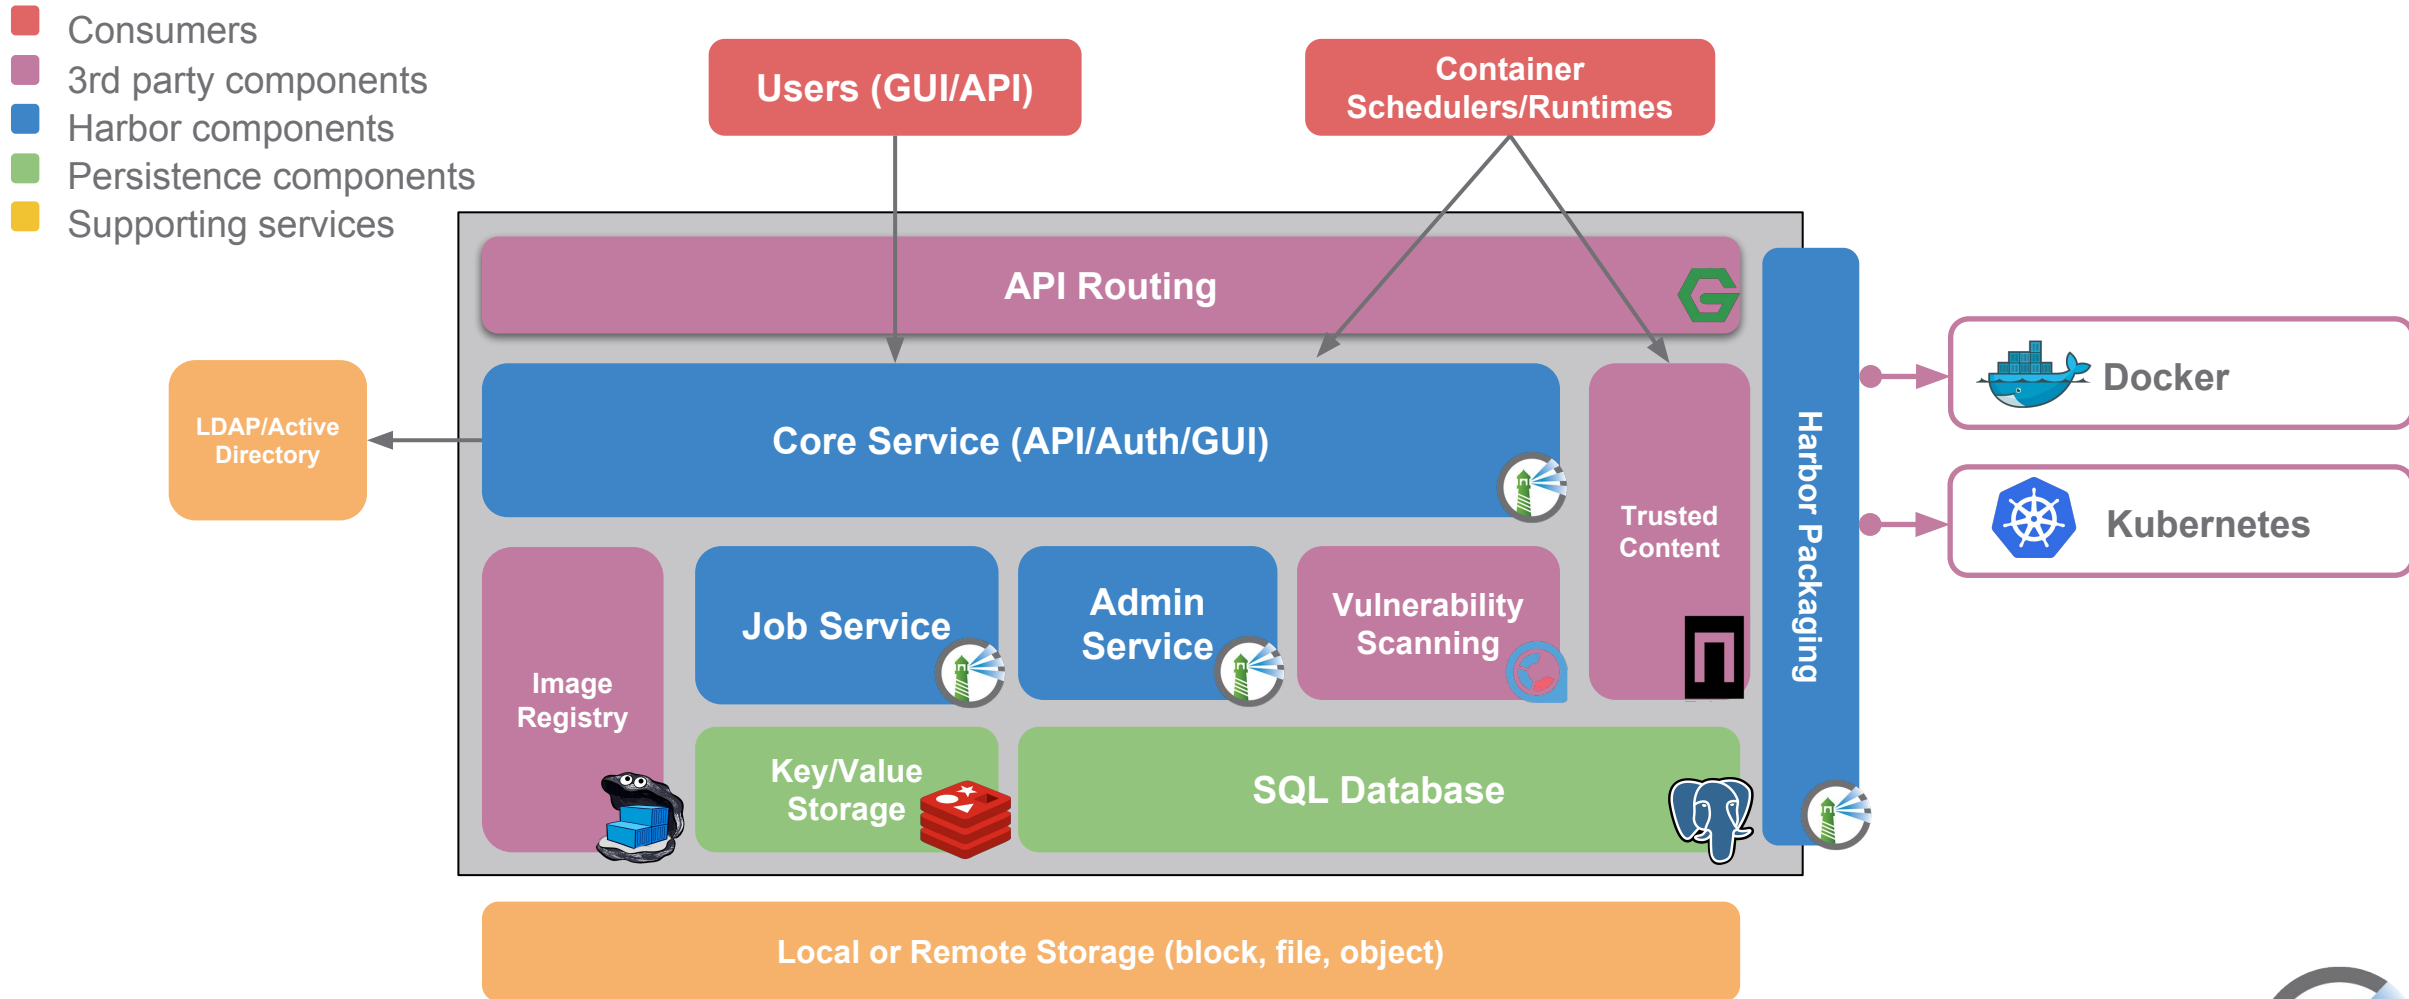 Consumers
3rd party components
Harbor components
Persistence components
Supporting services
Users (GUI/API)
Container
Schedulers/Runtimes
API Routing
LDAP/Active
Directory
Core Service (API/Auth/GUI)
Trusted
Content
Harbor Packaging
Docker
Kubernetes
Image
Registry
Job Service
Admin
Service
Vulnerability
Scanning
Key/Value
Storage
SQL Database
Local or Remote Storage (block, file, object)